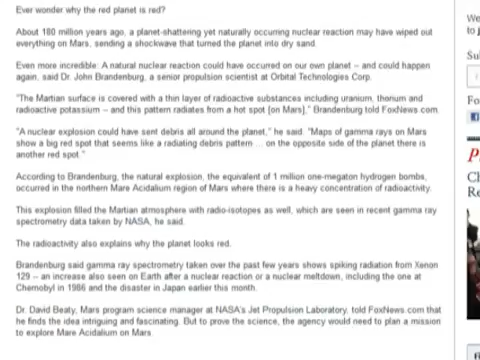 Ever wonder why the red planet is red?
About 180 million years ago, a planet-shattering yet naturally occurring nuclear reaction may have wiped out
everything on Mars, sending a shockwave that turned the planet into dry sand.
Even more incredible: A natural nuclear reaction could have occurred on our own planet -- and could happen
again, said Dr. John Brandenburg, a senior propulsion scientist at Orbital Technologies Corp.
"The Martian surface is covered with a thin layer of radioactive substances including uranium, thorium and
radioactive potassium -- and this pattern radiates from a hot spot [on Mars]," Brandenburg told FoxNews.com.
"A nuclear explosion could have sent debris all around the planet," he said. "Maps of gamma rays on Mars
show a big red spot that seems like a radiating debris pattern ... on the opposite side of the planet there is
another red spot."
According to Brandenburg, the natural explosion, the equivalent of 1 million one-megaton hydrogen bombs,
occurred in the northern Mare Acidalium region of Mars where there is a heavy concentration of radioactivity.
This explosion filled the Martian atmosphere with radio-isotopes as well, which are seen in recent gamma ray
spectrometry data taken by NASA, he said.
The radioactivity also explains why the planet looks red.
Brandenburg said gamma ray spectrometry taken over the past few years shows spiking radiation from Xenon
129 -- an increase also seen on Earth after a nuclear reaction or a nuclear meltdown, including the one at
Chernobyl in 1986 and the disaster in Japan earlier this month.
Dr. David Beaty, Mars program science manager at NASA's Jet Propulsion Laboratory, told FoxNews.com that
he finds the idea intriguing and fascinating. But to prove the science, the agency would need to plan a mission
to explore Mare Acidalium on Mars.
We
to
Su
Fo